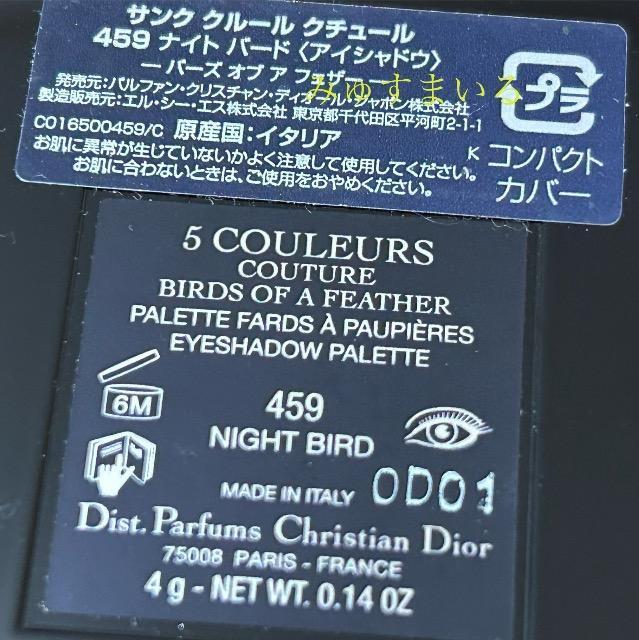 サンク クルール クチュール
459 ナイト バード〈アイシャドウ〉
― バーズ オブ ア フェザー ―
発売元:パルファン・クリスチャン・ディオール・ジャポン株式会社
製造販売元:エル・シー・エス株式会社 東京都千代田区平河町2-1-1
C016500459/C 原産国:イタリア
お肌に異常が生じていないかよく注意して使用してください。
お肌に合わないときは、ご使用をおやめください。
K
プラ
コンパクト
カバー
みゅすまいろ
5 COULEURS
COUTURE
BIRDS OF A FEATHER
PALETTE FARDS À PAUPIÈRES
EYESHADOW PALETTE
6M
459
NIGHT BIRD
MADE IN ITALY 0D01
Dist. Parfums Christian Dior
75008 PARIS - FRANCE
4 g - NET WT. 0.14 OZ